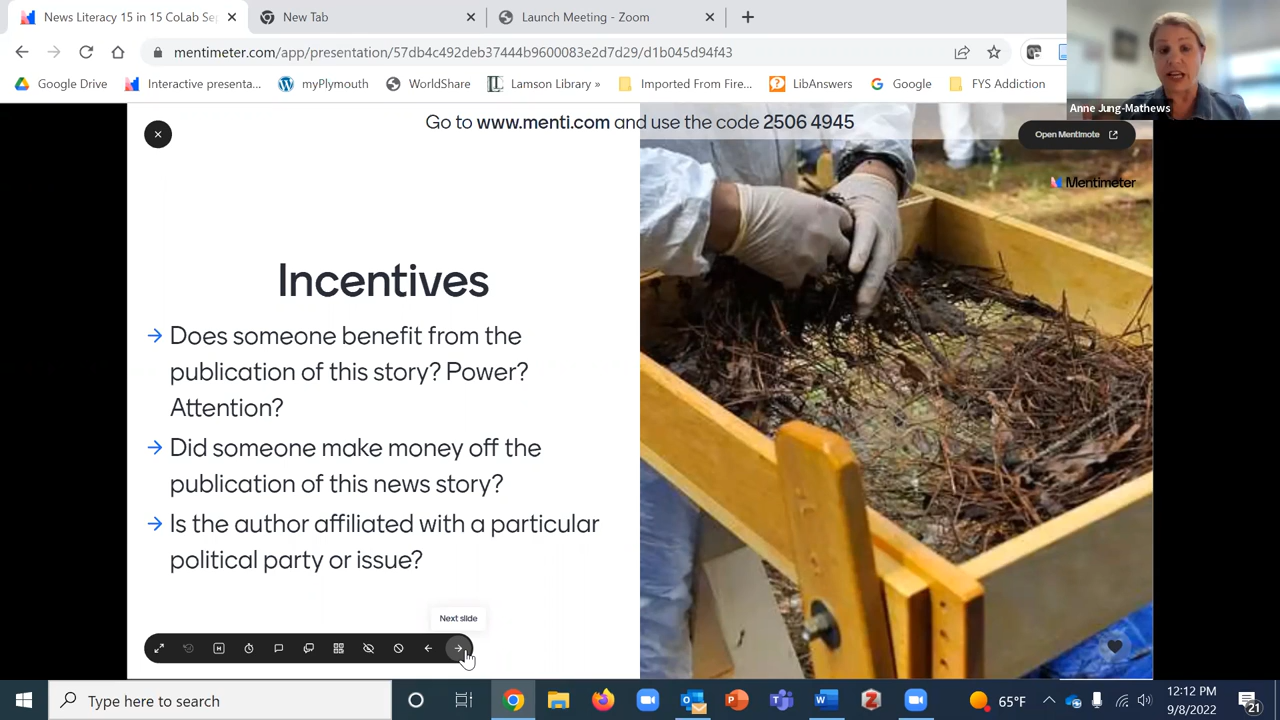 News Literacy 15 in 15 CoLab Se
New Tab
Launch Meeting - Zoom
mentimeter.com/app/presentation/57db4c492deb37444b9600083e2d7d29/d1b045d94f43
Google Drive
Interactive presenta...
myPlymouth
WorldShare
Lamson Library »
Imported From Fire...
LibAnswers
Google
FYS Addiction
Anne Jung-Mathews
Go to www.menti.com and use the code 2506 4945
Open Mentimote
Mentimeter
Incentives
Does someone benefit from the
publication of this story? Power?
Attention?
Did someone make money off the
publication of this news story?
Is the author affiliated with a particular
political party or issue?
Next slide
H
Type here to search
65°F
12:12 PM
9/8/2022
21